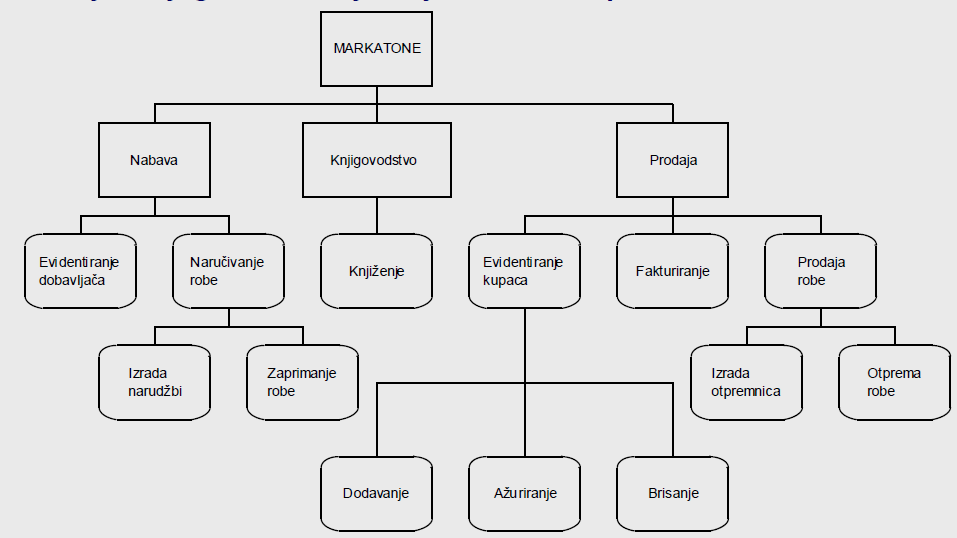 MARKATONE
Nabava
Knjigovodstvo
Prodaja
Evidentiranje
dobavljača
Naručivanje
robe
Knjiženje
Evidentiranje
kupaca
Fakturiranje
Prodaja
robe
Izrada
narudžbi
Zaprimanje
robe
Izrada
otpremnica
Otprema
robe
Dodavanje
Ažuriranje
Brisanje